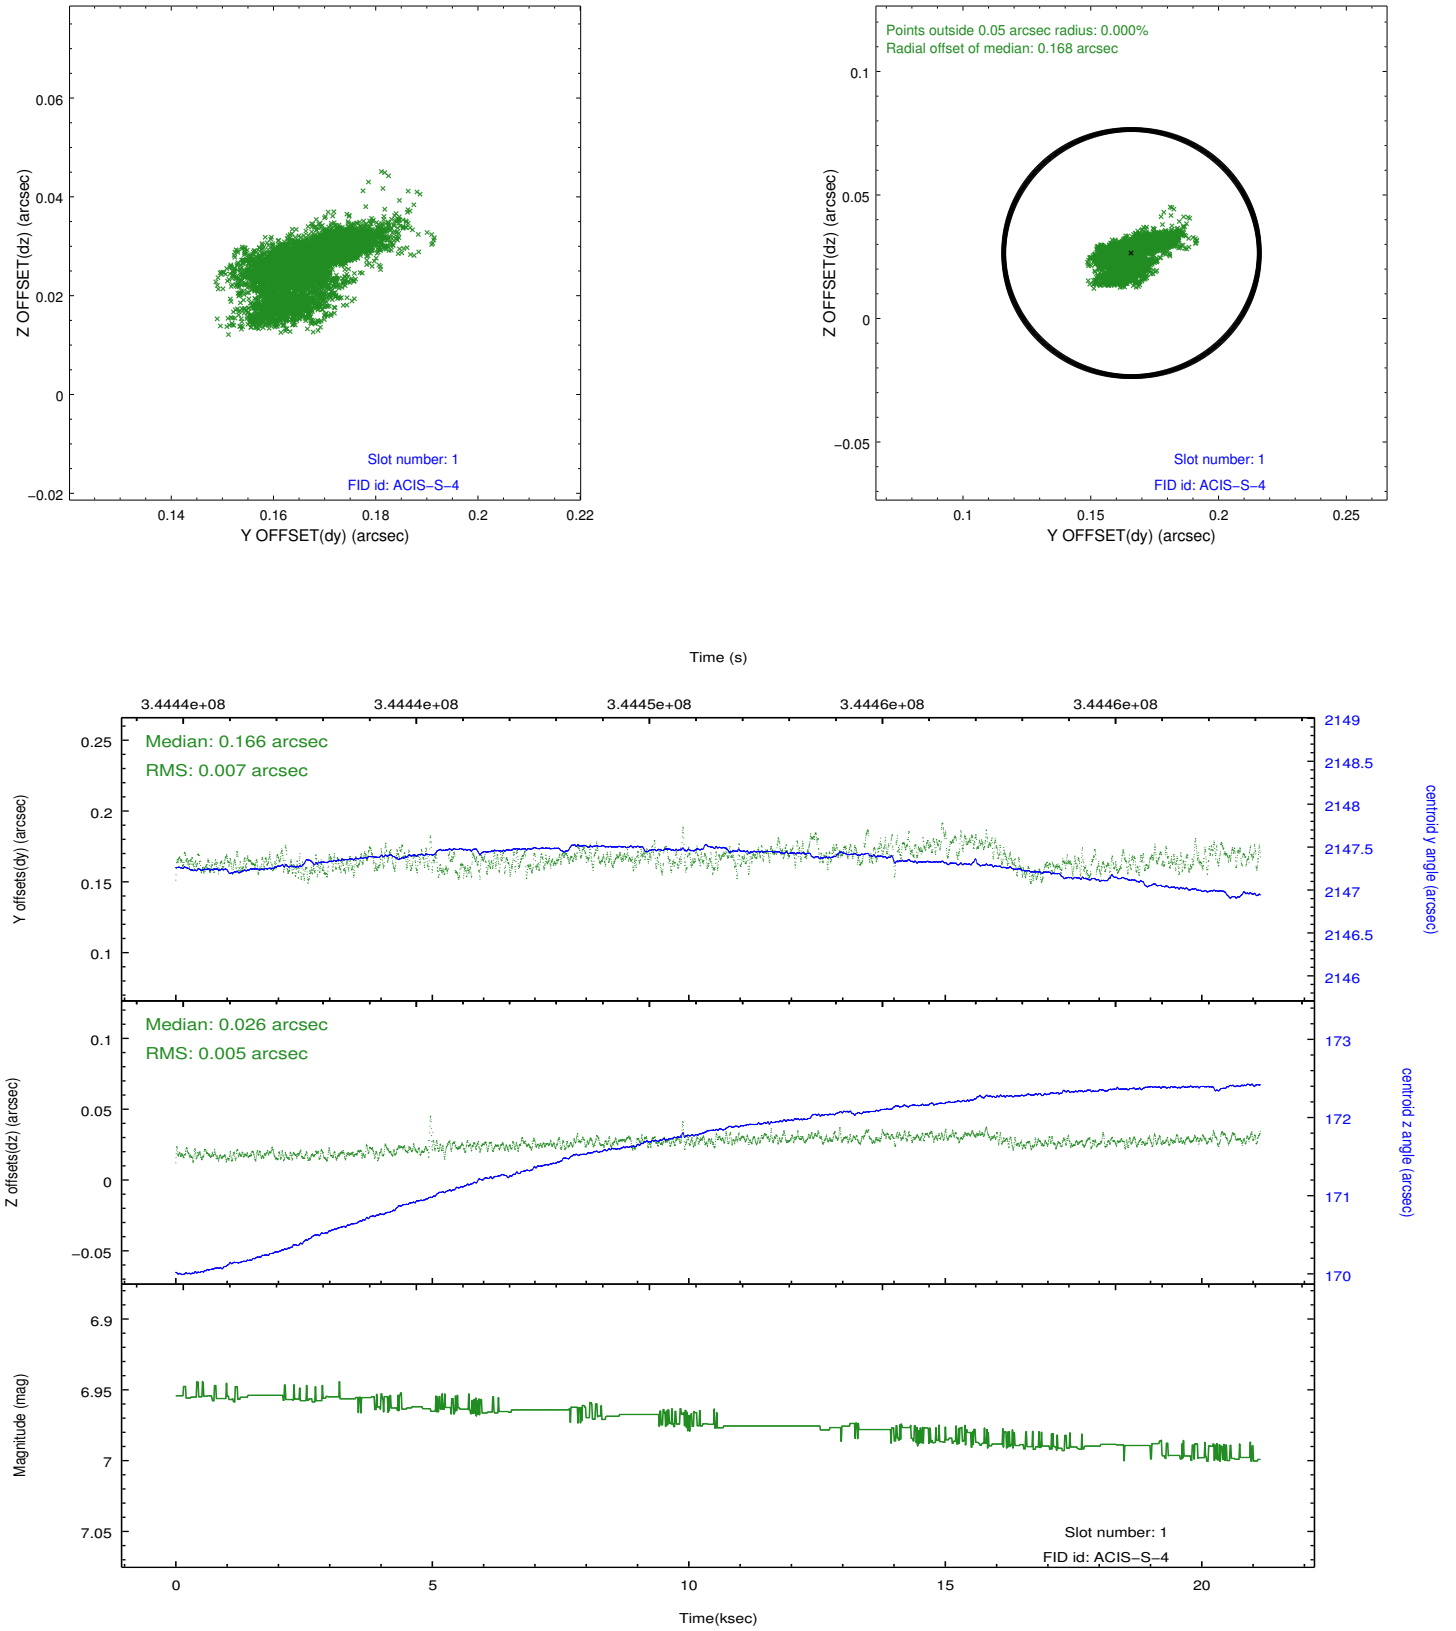 0.06
0.04
0.02
0
−0.02
Z OFFSET(dz) (arcsec)
Slot number: 1
FID id: ACIS−S−4
0.14
0.16
0.18
0.2
0.22
Y OFFSET(dy) (arcsec)
Points outside 0.05 arcsec radius: 0.000%
Radial offset of median: 0.168 arcsec
0.1
0.05
0
−0.05
Z OFFSET(dz) (arcsec)
Slot number: 1
FID id: ACIS−S−4
0.1
0.15
0.2
0.25
Y OFFSET(dy) (arcsec)
Time (s)
3.4444e+08
3.4444e+08
3.4445e+08
3.4446e+08
3.4446e+08
Median: 0.166 arcsec
RMS: 0.007 arcsec
0.25
0.2
0.15
0.1
Y offsets(dy) (arcsec)
2149
2148.5
2148
2147.5
2147
2146.5
2146
centroid y angle (arcsec)
Median: 0.026 arcsec
RMS: 0.005 arcsec
0.1
0.05
0
−0.05
Z offsets(dz) (arcsec)
173
172
171
170
centroid z angle (arcsec)
6.9
6.95
7
7.05
Magnitude (mag)
Slot number: 1
FID id: ACIS−S−4
0
5
10
15
20
Time(ksec)